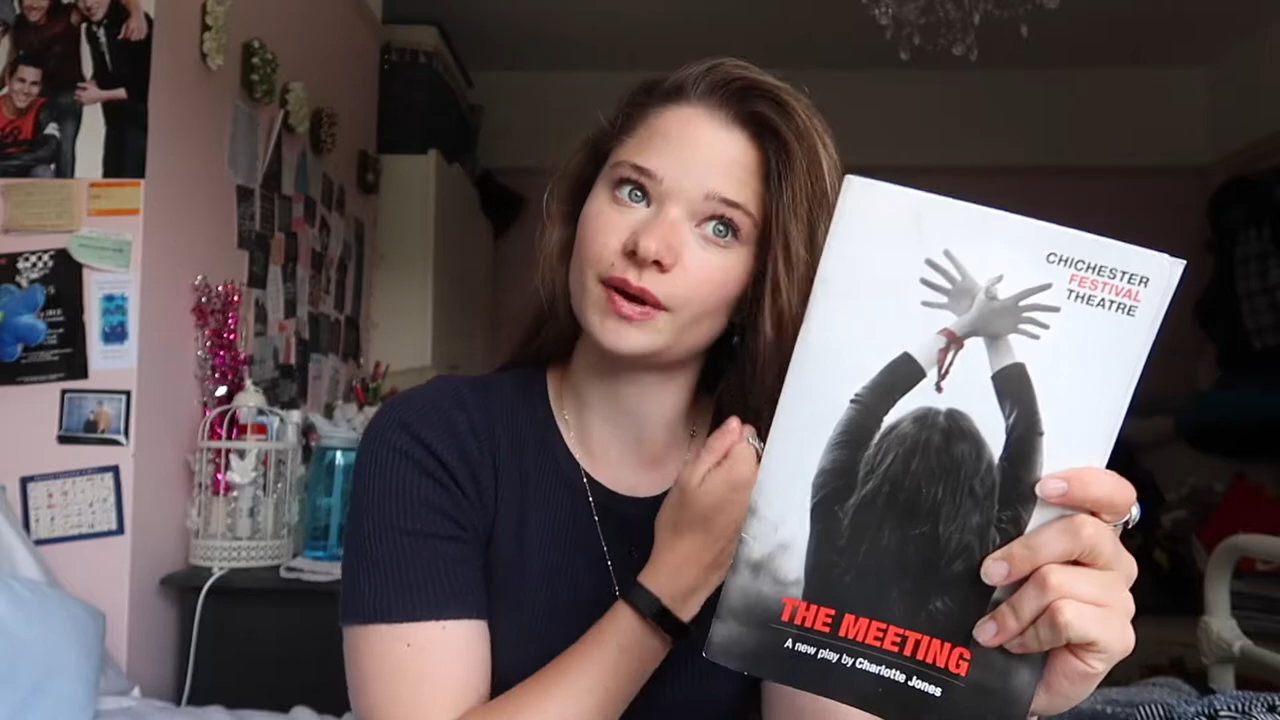 CHICHESTER
FESTIVAL
THEATRE
THE MEETING
A new play by Charlotte Jones